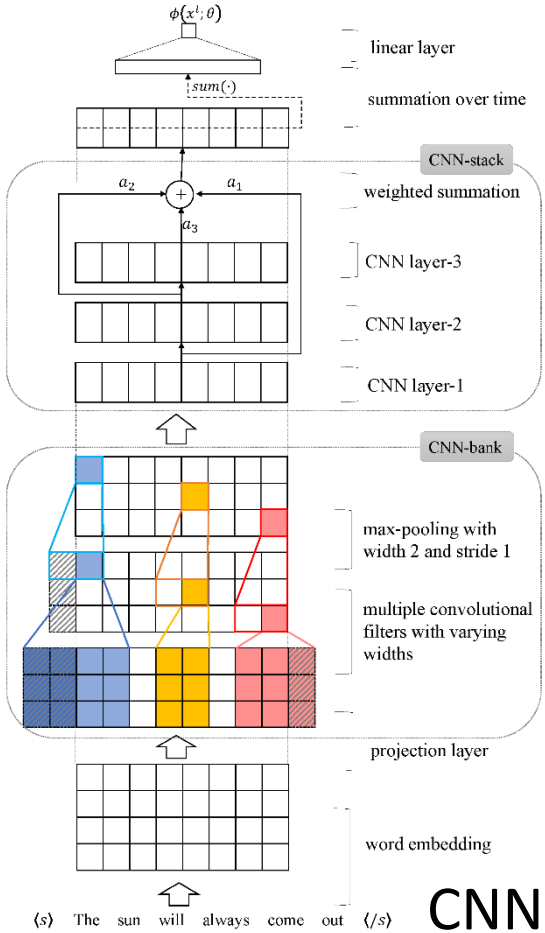 ϕ(xˡ; θ)
linear layer
sum(·)
summation over time
CNN-stack
a₂
a₁
weighted summation
+
a₃
CNN layer-3
CNN layer-2
CNN layer-1
CNN-bank
max-pooling with
width 2 and stride 1
multiple convolutional
filters with varying
widths
projection layer
word embedding
⟨s⟩ The sun will always come out ⟨/s⟩
CNN